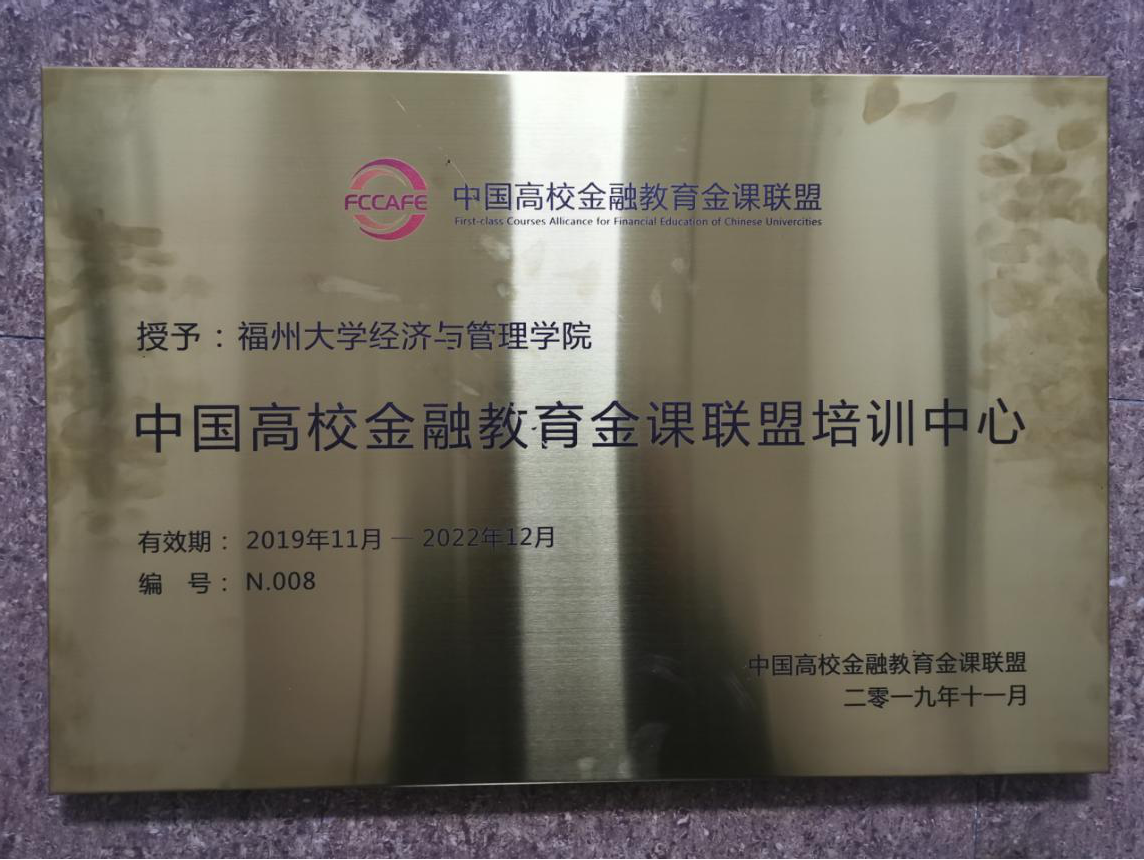 FCCAFE
中国高校金融教育金课联盟
First-class Courses Allicance for Financial Education of Chinese Univercities
授予：福州大学经济与管理学院
中国高校金融教育金课联盟培训中心
有效期： 2019年11月 — 2022年12月
编 号： N.008
中国高校金融教育金课联盟
二零一九年十一月